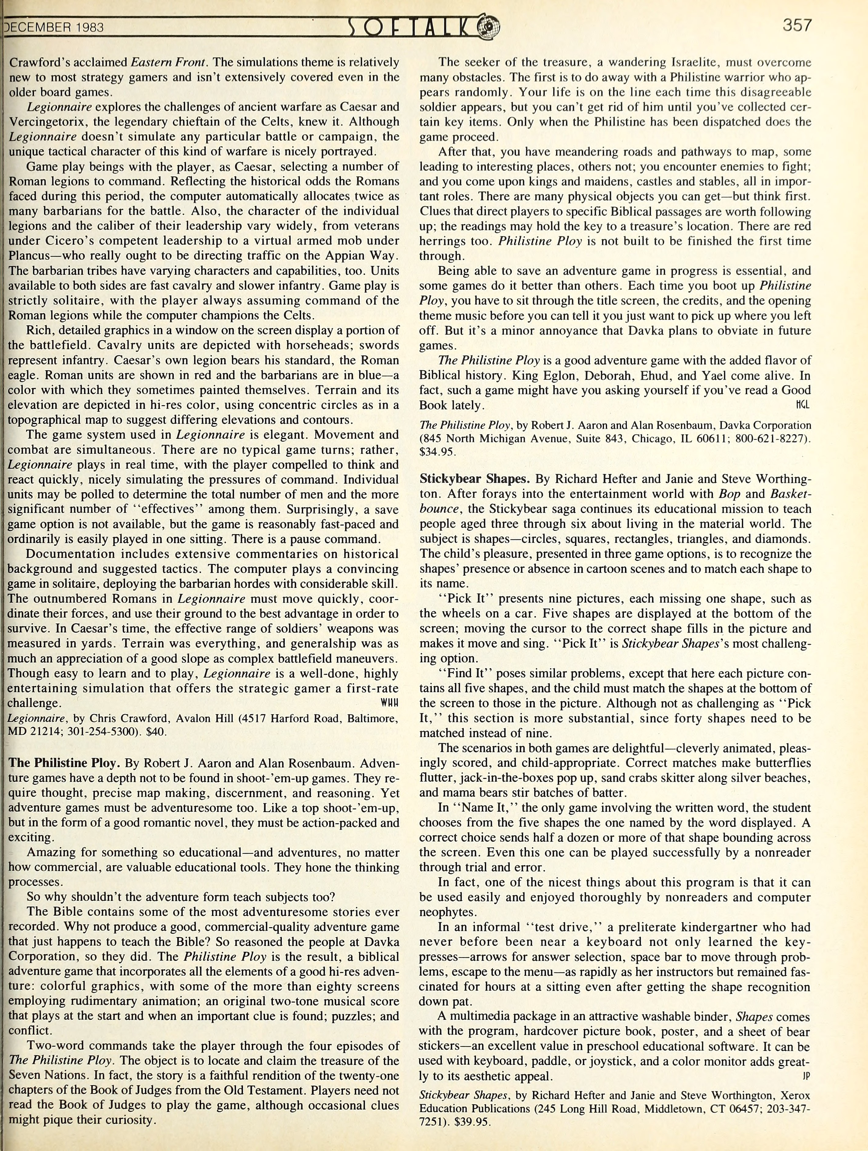 DECEMBER 1983
SOFTALK
357
Crawford's acclaimed Eastern Front. The simulations theme is relatively
new to most strategy gamers and isn't extensively covered even in the
older board games.
Legionnaire explores the challenges of ancient warfare as Caesar and
Vercingetorix, the legendary chieftain of the Celts, knew it. Although
Legionnaire doesn't simulate any particular battle or campaign, the
unique tactical character of this kind of warfare is nicely portrayed.
Game play beings with the player, as Caesar, selecting a number of
Roman legions to command. Reflecting the historical odds the Romans
faced during this period, the computer automatically allocates twice as
many barbarians for the battle. Also, the character of the individual
legions and the caliber of their leadership vary widely, from veterans
under Cicero's competent leadership to a virtual armed mob under
Plancus—who really ought to be directing traffic on the Appian Way.
The barbarian tribes have varying characters and capabilities, too. Units
available to both sides are fast cavalry and slower infantry. Game play is
strictly solitaire, with the player always assuming command of the
Roman legions while the computer champions the Celts.
Rich, detailed graphics in a window on the screen display a portion of
the battlefield. Cavalry units are depicted with horseheads; swords
represent infantry. Caesar's own legion bears his standard, the Roman
eagle. Roman units are shown in red and the barbarians are in blue—a
color with which they sometimes painted themselves. Terrain and its
elevation are depicted in hi-res color, using concentric circles as in a
topographical map to suggest differing elevations and contours.
The game system used in Legionnaire is elegant. Movement and
combat are simultaneous. There are no typical game turns; rather,
Legionnaire plays in real time, with the player compelled to think and
react quickly, nicely simulating the pressures of command. Individual
units may be polled to determine the total number of men and the more
significant number of "effectives" among them. Surprisingly, a save
game option is not available, but the game is reasonably fast-paced and
ordinarily is easily played in one sitting. There is a pause command.
Documentation includes extensive commentaries on historical
background and suggested tactics. The computer plays a convincing
game in solitaire, deploying the barbarian hordes with considerable skill.
The outnumbered Romans in Legionnaire must move quickly, coor-
dinate their forces, and use their ground to the best advantage in order to
survive. In Caesar's time, the effective range of soldiers' weapons was
measured in yards. Terrain was everything, and generalship was as
much an appreciation of a good slope as complex battlefield maneuvers.
Though easy to learn and to play, Legionnaire is a well-done, highly
entertaining simulation that offers the strategic gamer a first-rate
challenge. WHH
Legionnaire, by Chris Crawford, Avalon Hill (4517 Harford Road, Baltimore,
MD 21214; 301-254-5300). $40.
The Philistine Ploy. By Robert J. Aaron and Alan Rosenbaum. Adven-
ture games have a depth not to be found in shoot-'em-up games. They re-
quire thought, precise map making, discernment, and reasoning. Yet
adventure games must be adventuresome too. Like a top shoot-'em-up,
but in the form of a good romantic novel, they must be action-packed and
exciting.
Amazing for something so educational—and adventures, no matter
how commercial, are valuable educational tools. They hone the thinking
processes.
So why shouldn't the adventure form teach subjects too?
The Bible contains some of the most adventuresome stories ever
recorded. Why not produce a good, commercial-quality adventure game
that just happens to teach the Bible? So reasoned the people at Davka
Corporation, so they did. The Philistine Ploy is the result, a biblical
adventure game that incorporates all the elements of a good hi-res adven-
ture: colorful graphics, with some of the more than eighty screens
employing rudimentary animation; an original two-tone musical score
that plays at the start and when an important clue is found; puzzles; and
conflict.
Two-word commands take the player through the four episodes of
The Philistine Ploy. The object is to locate and claim the treasure of the
Seven Nations. In fact, the story is a faithful rendition of the twenty-one
chapters of the Book of Judges from the Old Testament. Players need not
read the Book of Judges to play the game, although occasional clues
might pique their curiosity.
The seeker of the treasure, a wandering Israelite, must overcome
many obstacles. The first is to do away with a Philistine warrior who ap-
pears randomly. Your life is on the line each time this disagreeable
soldier appears, but you can't get rid of him until you've collected cer-
tain key items. Only when the Philistine has been dispatched does the
game proceed.
After that, you have meandering roads and pathways to map, some
leading to interesting places, others not; you encounter enemies to fight;
and you come upon kings and maidens, castles and stables, all in impor-
tant roles. There are many physical objects you can get—but think first.
Clues that direct players to specific Biblical passages are worth following
up; the readings may hold the key to a treasure's location. There are red
herrings too. Philistine Ploy is not built to be finished the first time
through.
Being able to save an adventure game in progress is essential, and
some games do it better than others. Each time you boot up Philistine
Ploy, you have to sit through the title screen, the credits, and the opening
theme music before you can tell it you just want to pick up where you left
off. But it's a minor annoyance that Davka plans to obviate in future
games.
The Philistine Ploy is a good adventure game with the added flavor of
Biblical history. King Eglon, Deborah, Ehud, and Yael come alive. In
fact, such a game might have you asking yourself if you've read a Good
Book lately. MGL
The Philistine Ploy, by Robert J. Aaron and Alan Rosenbaum, Davka Corporation
(845 North Michigan Avenue, Suite 843, Chicago, IL 60611; 800-621-8227).
$34.95.
Stickybear Shapes. By Richard Hefter and Janie and Steve Worthing-
ton. After forays into the entertainment world with Bop and Basket-
bounce, the Stickybear saga continues its educational mission to teach
people aged three through six about living in the material world. The
subject is shapes—circles, squares, rectangles, triangles, and diamonds.
The child's pleasure, presented in three game options, is to recognize the
shapes' presence or absence in cartoon scenes and to match each shape to
its name.
"Pick It" presents nine pictures, each missing one shape, such as
the wheels on a car. Five shapes are displayed at the bottom of the
screen; moving the cursor to the correct shape fills in the picture and
makes it move and sing. "Pick It" is Stickybear Shapes's most challeng-
ing option.
"Find It" poses similar problems, except that here each picture con-
tains all five shapes, and the child must match the shapes at the bottom of
the screen to those in the picture. Although not as challenging as "Pick
It," this section is more substantial, since forty shapes need to be
matched instead of nine.
The scenarios in both games are delightful—cleverly animated, pleas-
ingly scored, and child-appropriate. Correct matches make butterflies
flutter, jack-in-the-boxes pop up, sand crabs skitter along silver beaches,
and mama bears stir batches of batter.
In "Name It," the only game involving the written word, the student
chooses from the five shapes the one named by the word displayed. A
correct choice sends half a dozen or more of that shape bounding across
the screen. Even this one can be played successfully by a nonreader
through trial and error.
In fact, one of the nicest things about this program is that it can
be used easily and enjoyed thoroughly by nonreaders and computer
neophytes.
In an informal "test drive," a preliterate kindergartner who had
never before been near a keyboard not only learned the key-
presses—arrows for answer selection, space bar to move through prob-
lems, escape to the menu—as rapidly as her instructors but remained fas-
cinated for hours at a sitting even after getting the shape recognition
down pat.
A multimedia package in an attractive washable binder, Shapes comes
with the program, hardcover picture book, poster, and a sheet of bear
stickers—an excellent value in preschool educational software. It can be
used with keyboard, paddle, or joystick, and a color monitor adds great-
ly to its aesthetic appeal. JP
Stickybear Shapes, by Richard Hefter and Janie and Steve Worthington, Xerox
Education Publications (245 Long Hill Road, Middletown, CT 06457; 203-347-
7251). $39.95.